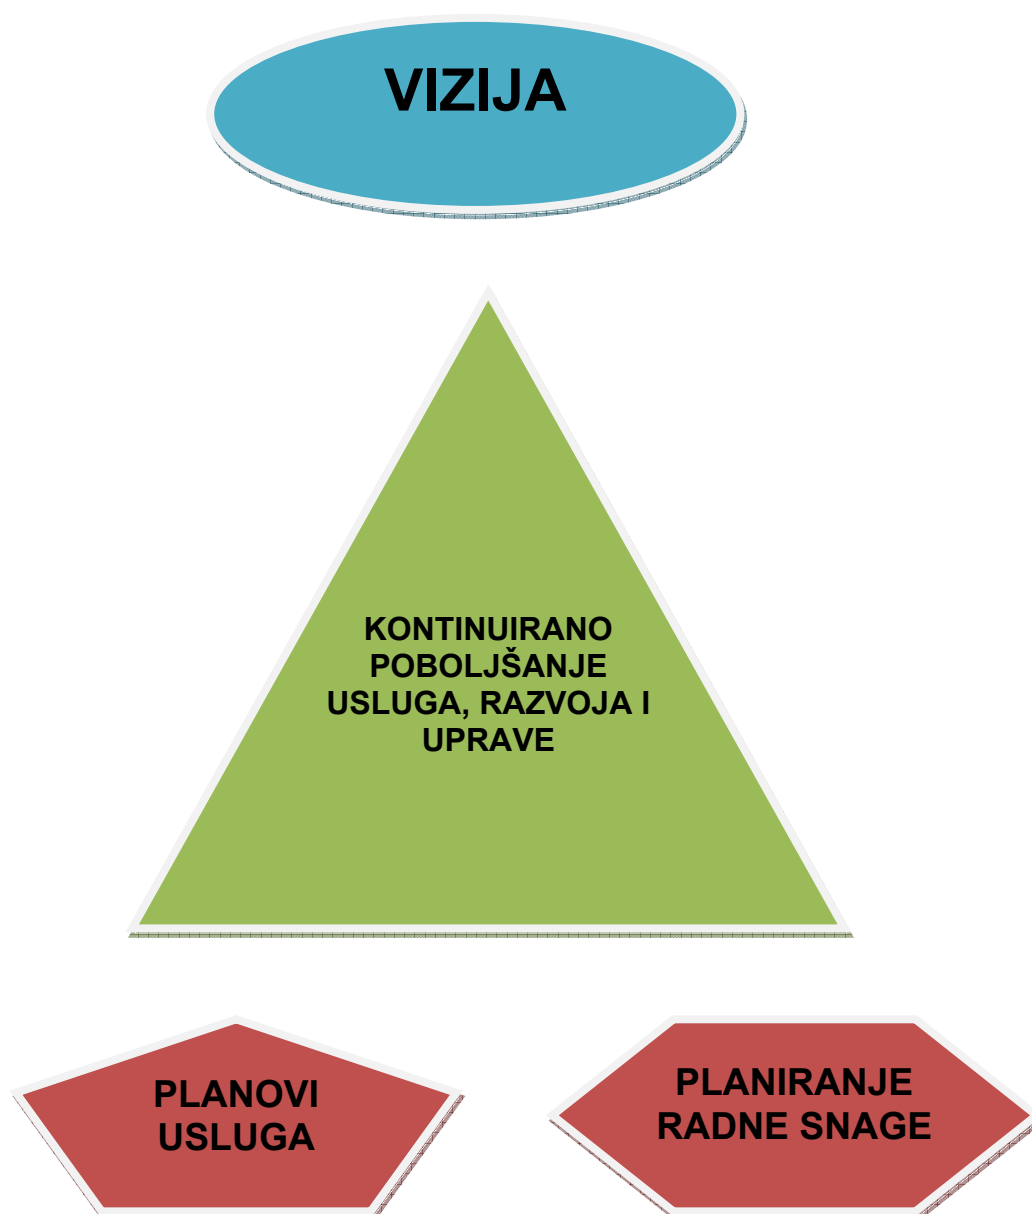 VIZIJA
KONTINUIRANO
POBOLJŠANJE
USLUGA, RAZVOJA I
UPRAVE
PLANOVI
USLUGA
PLANIRANJE
RADNE SNAGE